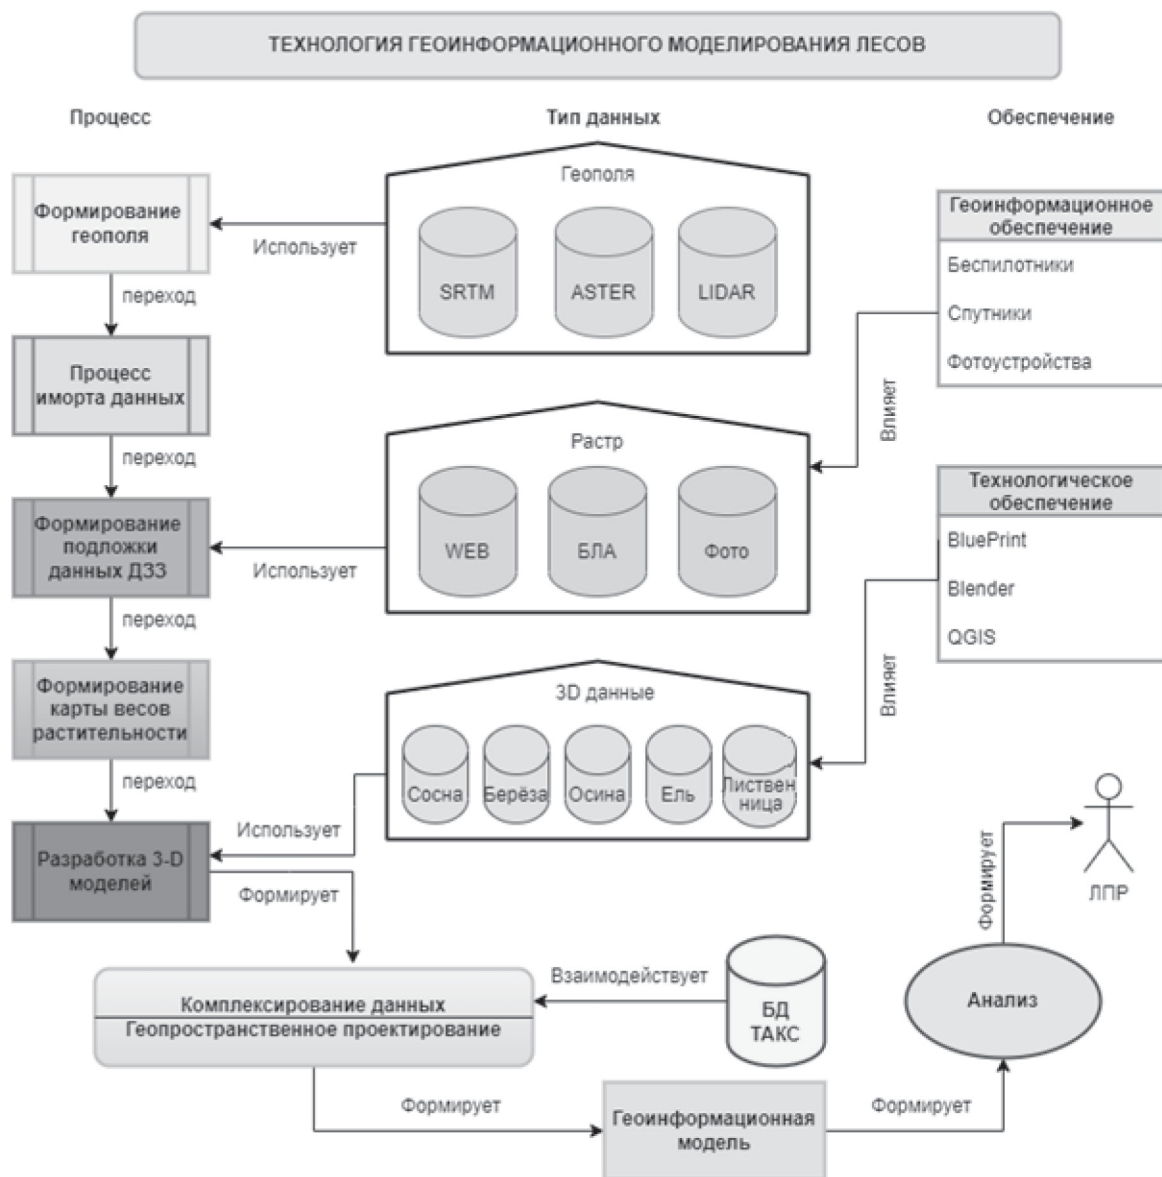 ТЕХНОЛОГИЯ ГЕОИНФОРМАЦИОННОГО МОДЕЛИРОВАНИЯ ЛЕСОВ
Процесс
Тип данных
Обеспечение
Формирование
геополя
Использует
Геополя
SRTM
ASTER
LIDAR
Геоинформационное
обеспечение
Беспилотники
Спутники
Фотоустройства
переход
Процесс
иморта данных
переход
Влияет
Формирование
подложки
данных ДЗЗ
Использует
Растр
WEB
БЛА
Фото
Технологическое
обеспечение
BluePrint
Blender
QGIS
переход
Влияет
Формирование
карты весов
растительности
переход
3D данные
Сосна
Берёза
Осина
Ель
Листвен
ница
Использует
Разработка 3-D
моделей
Формирует
Формирует
ЛПР
Комплексирование данных
Геопространственное проектирование
Взаимодействует
БД
ТАКС
Анализ
Формирует
Геоинформационная
модель
Формирует